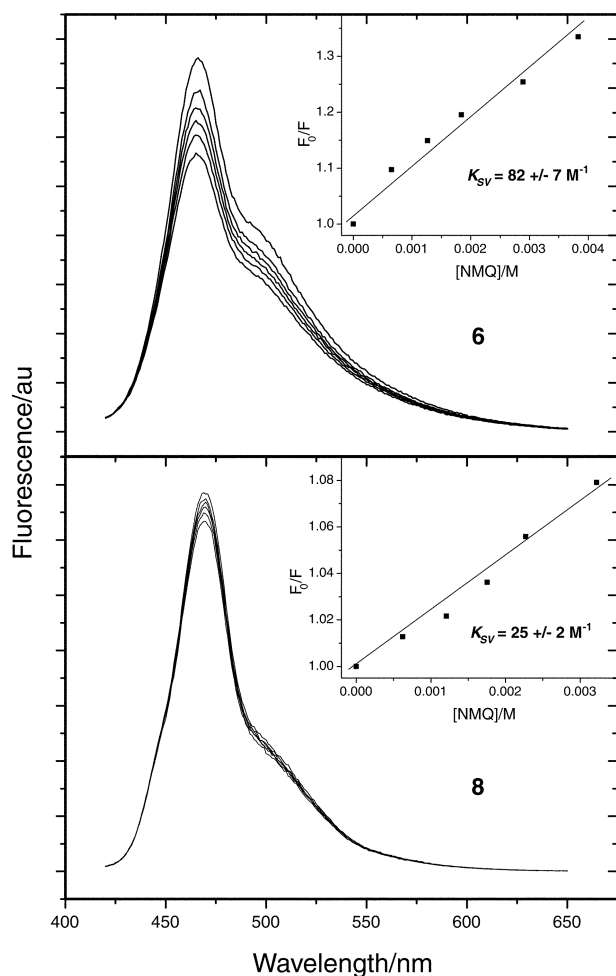 1.3
1.2
1.1
1.0
F0/F
KSV = 82 +/- 7 M-1
0.000 0.001 0.002 0.003 0.004
[NMQ]/M
6
Fluorescence/au
1.08
1.06
1.04
1.02
1.00
F0/F
KSV = 25 +/- 2 M-1
0.000 0.001 0.002 0.003
[NMQ]/M
8
400 450 500 550 600 650
Wavelength/nm